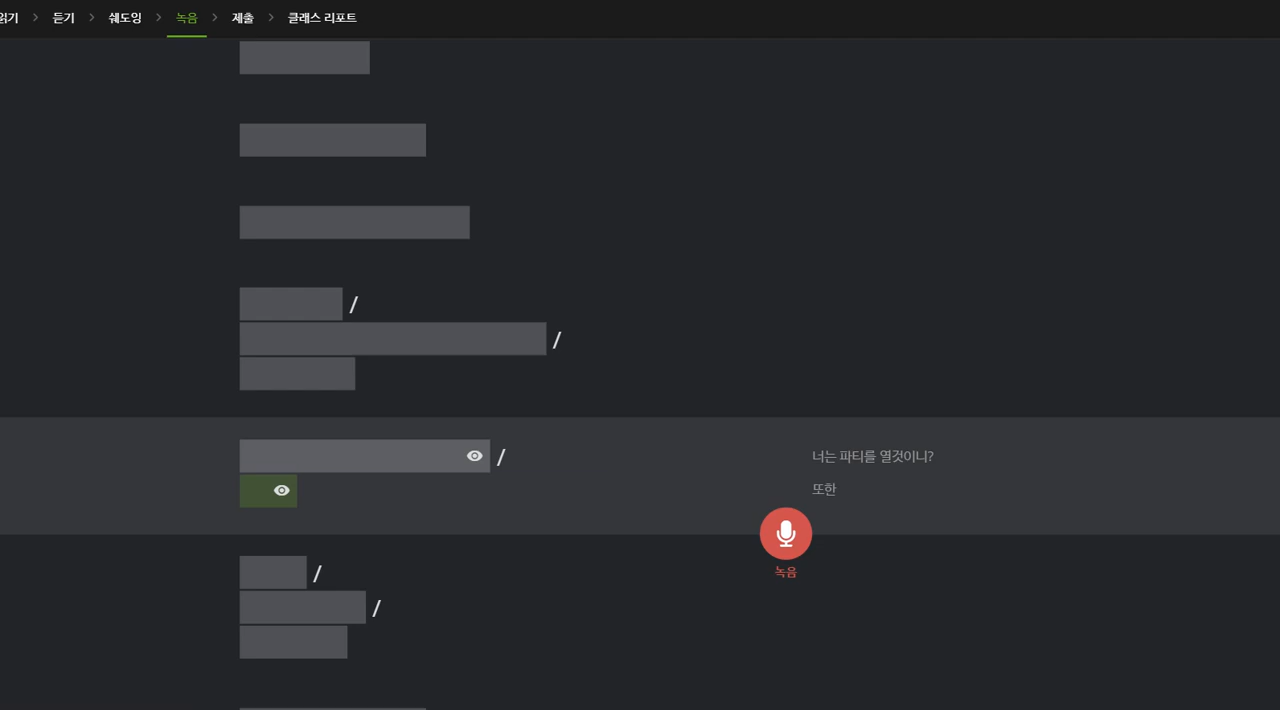 읽기 > 듣기 > 쉐도잉 > 녹음 > 제출 > 클래스 리포트
/
/
/
너는 파티를 열것이니?
또한
녹음
/
/